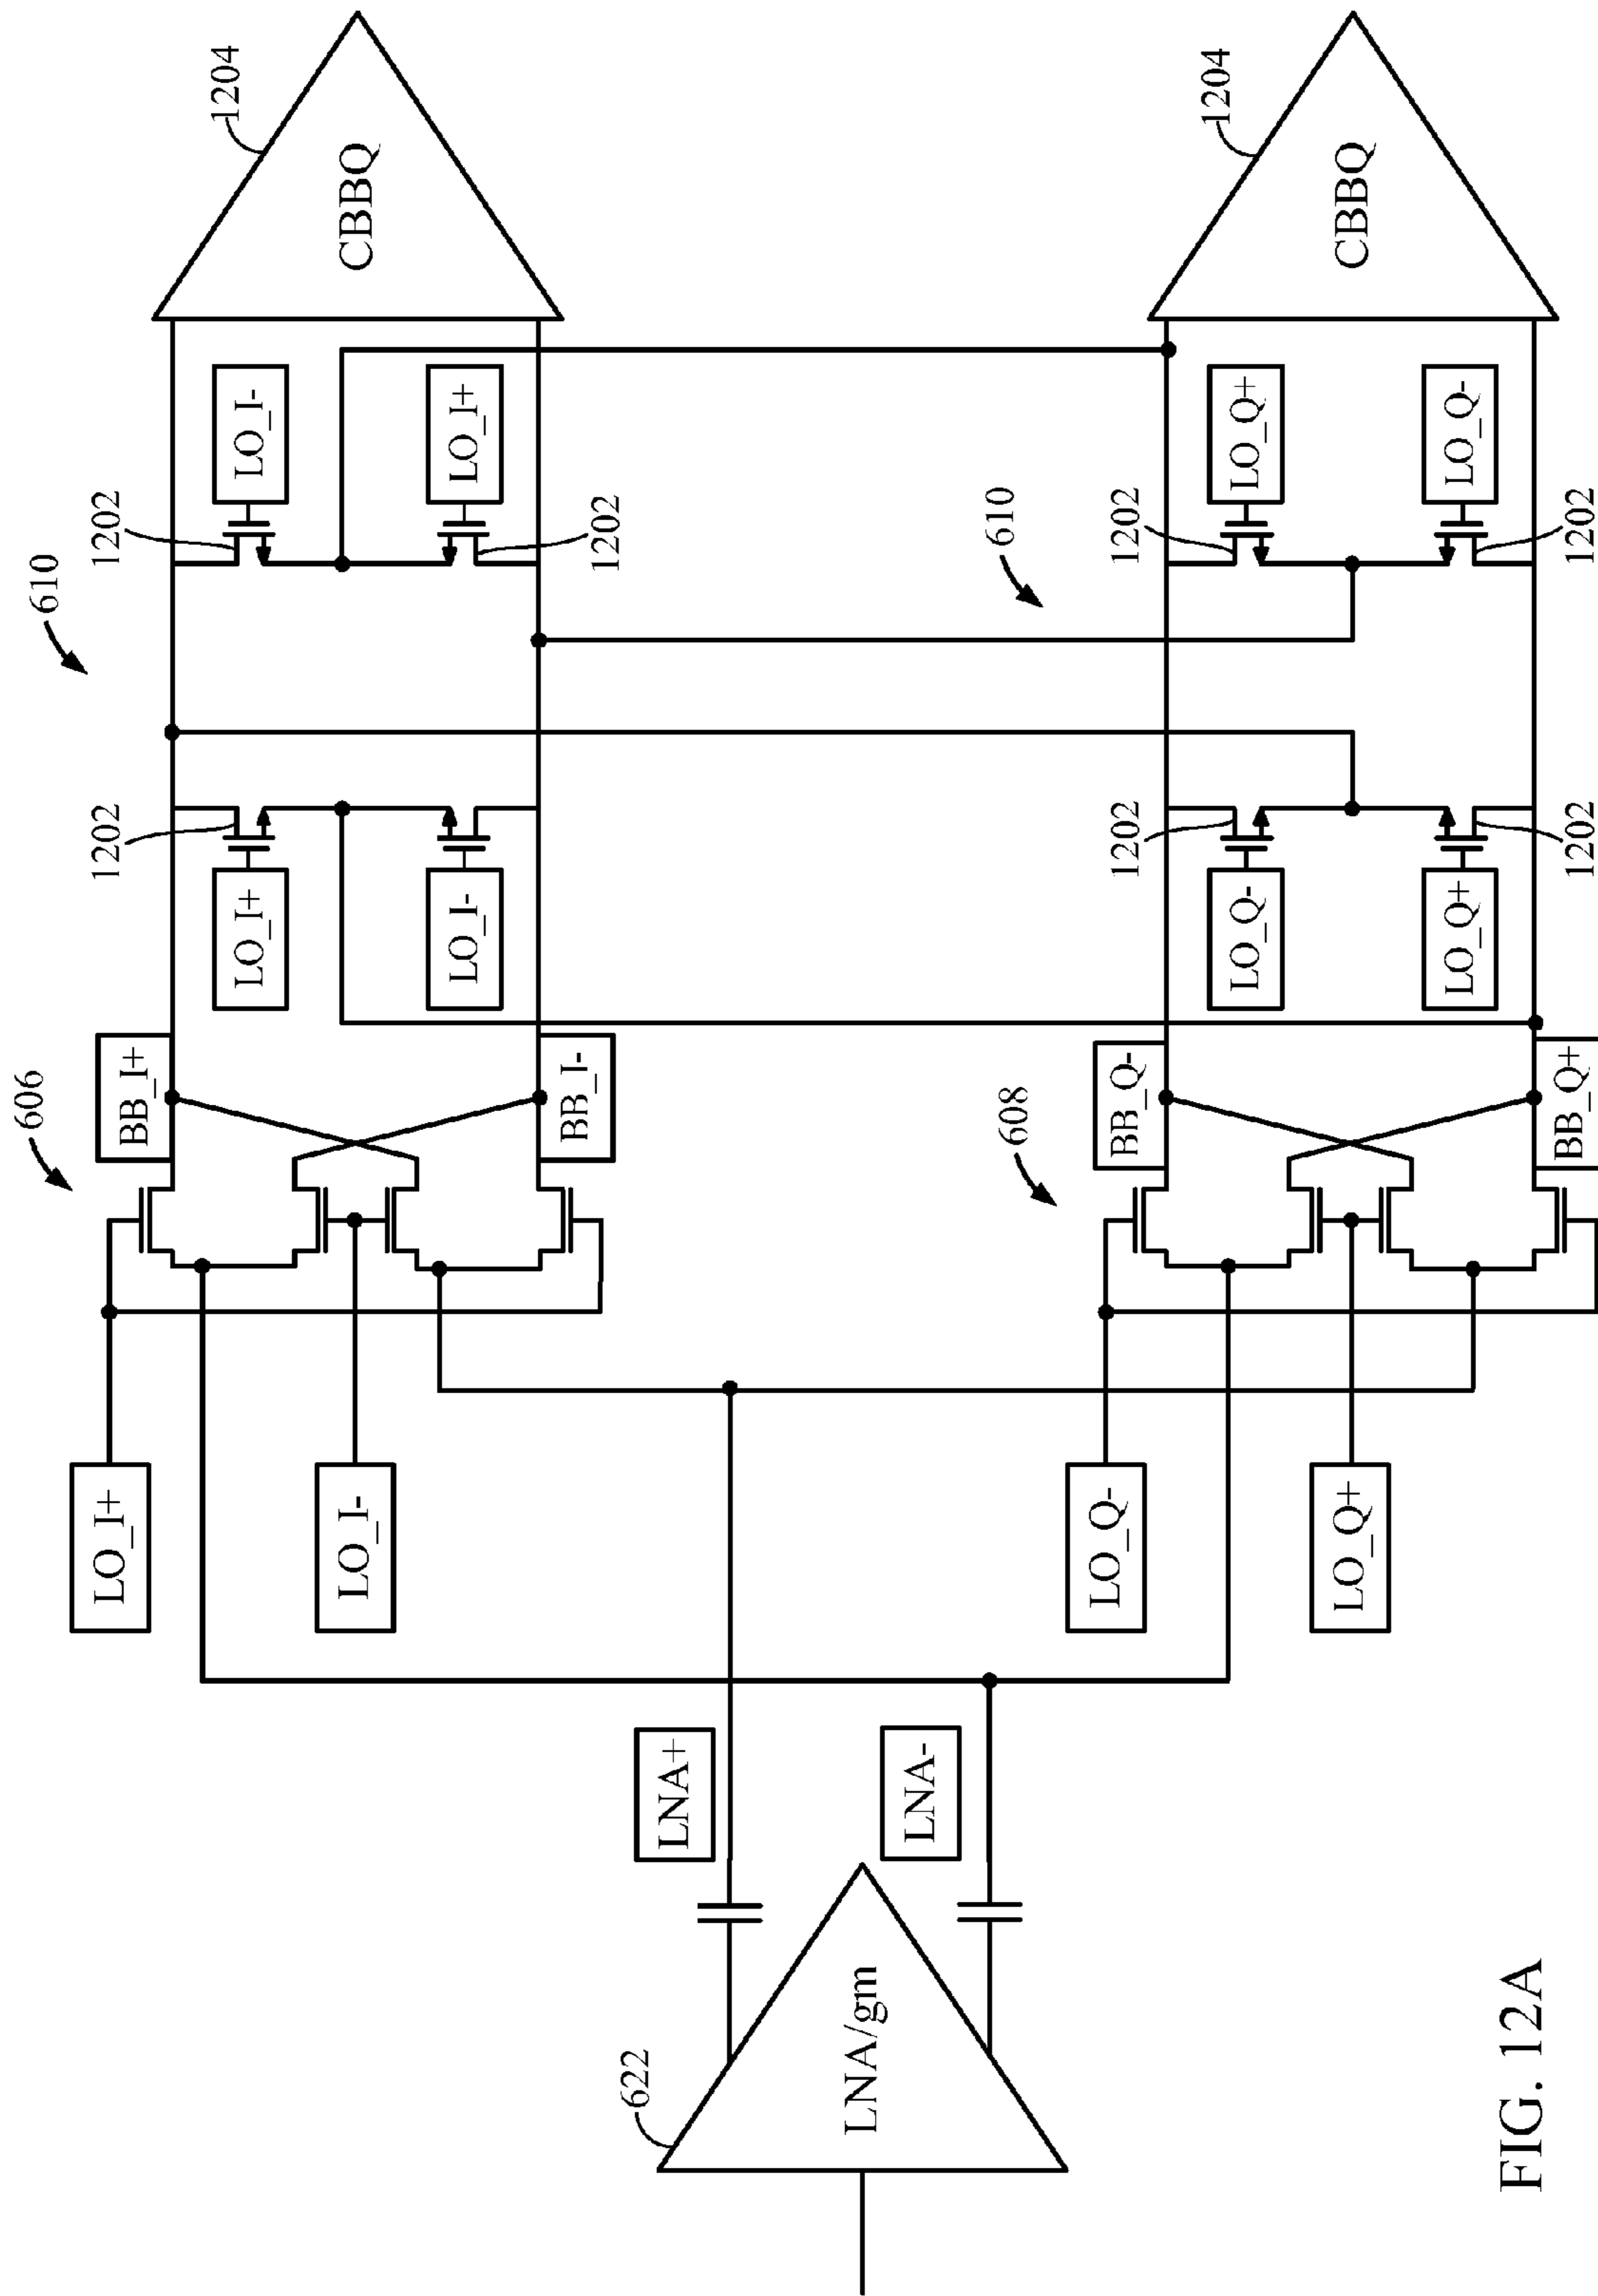 1204
CBBQ
610
1202
LO_I-
LO_I+
1202
1202
LO_I+
LO_I-
606
BB_I+
BB_I-
LO_I+
LO_I-
LNA+
LNA-
622
LNA/gm
1204
CBBQ
610
1202
LO_Q+
LO_Q-
1202
1202
LO_Q-
LO_Q+
1202
608
BB_Q-
BB_Q+
LO_Q-
LO_Q+
FIG. 12A